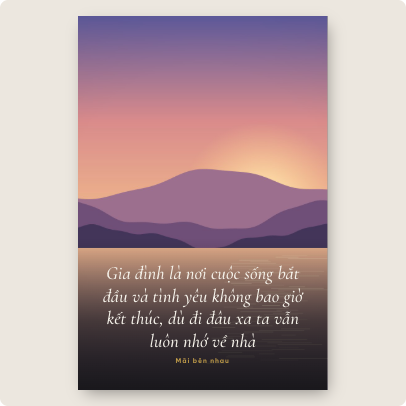 Gia đình là nơi cuộc sống bắt
đầu và tình yêu không bao giờ
kết thúc, dù đi đâu xa ta vẫn
luôn nhớ về nhà
Mãi bên nhau